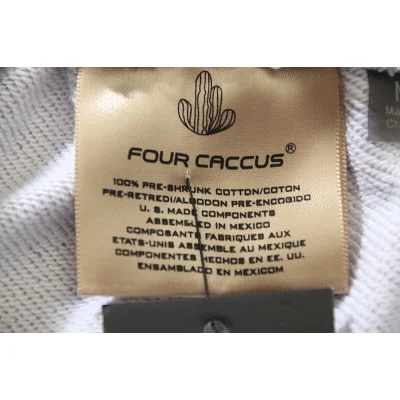 FOUR CACCUS®
100% PRE-SHRUNK COTTON/COTON
PRE-RETREDI/ALGODON PRE-ENCOGIDO
U. S. MADE COMPONENTS
ASSEMBLED IN MEXICO
COMPOSANTS FABRIQUES AUX
ETATS-UNIS ASSEMBLE AU MEXIQUE
COMPONENTES HECHOS EN EE. UU.
ENSAMBLADO EN MEXICOM